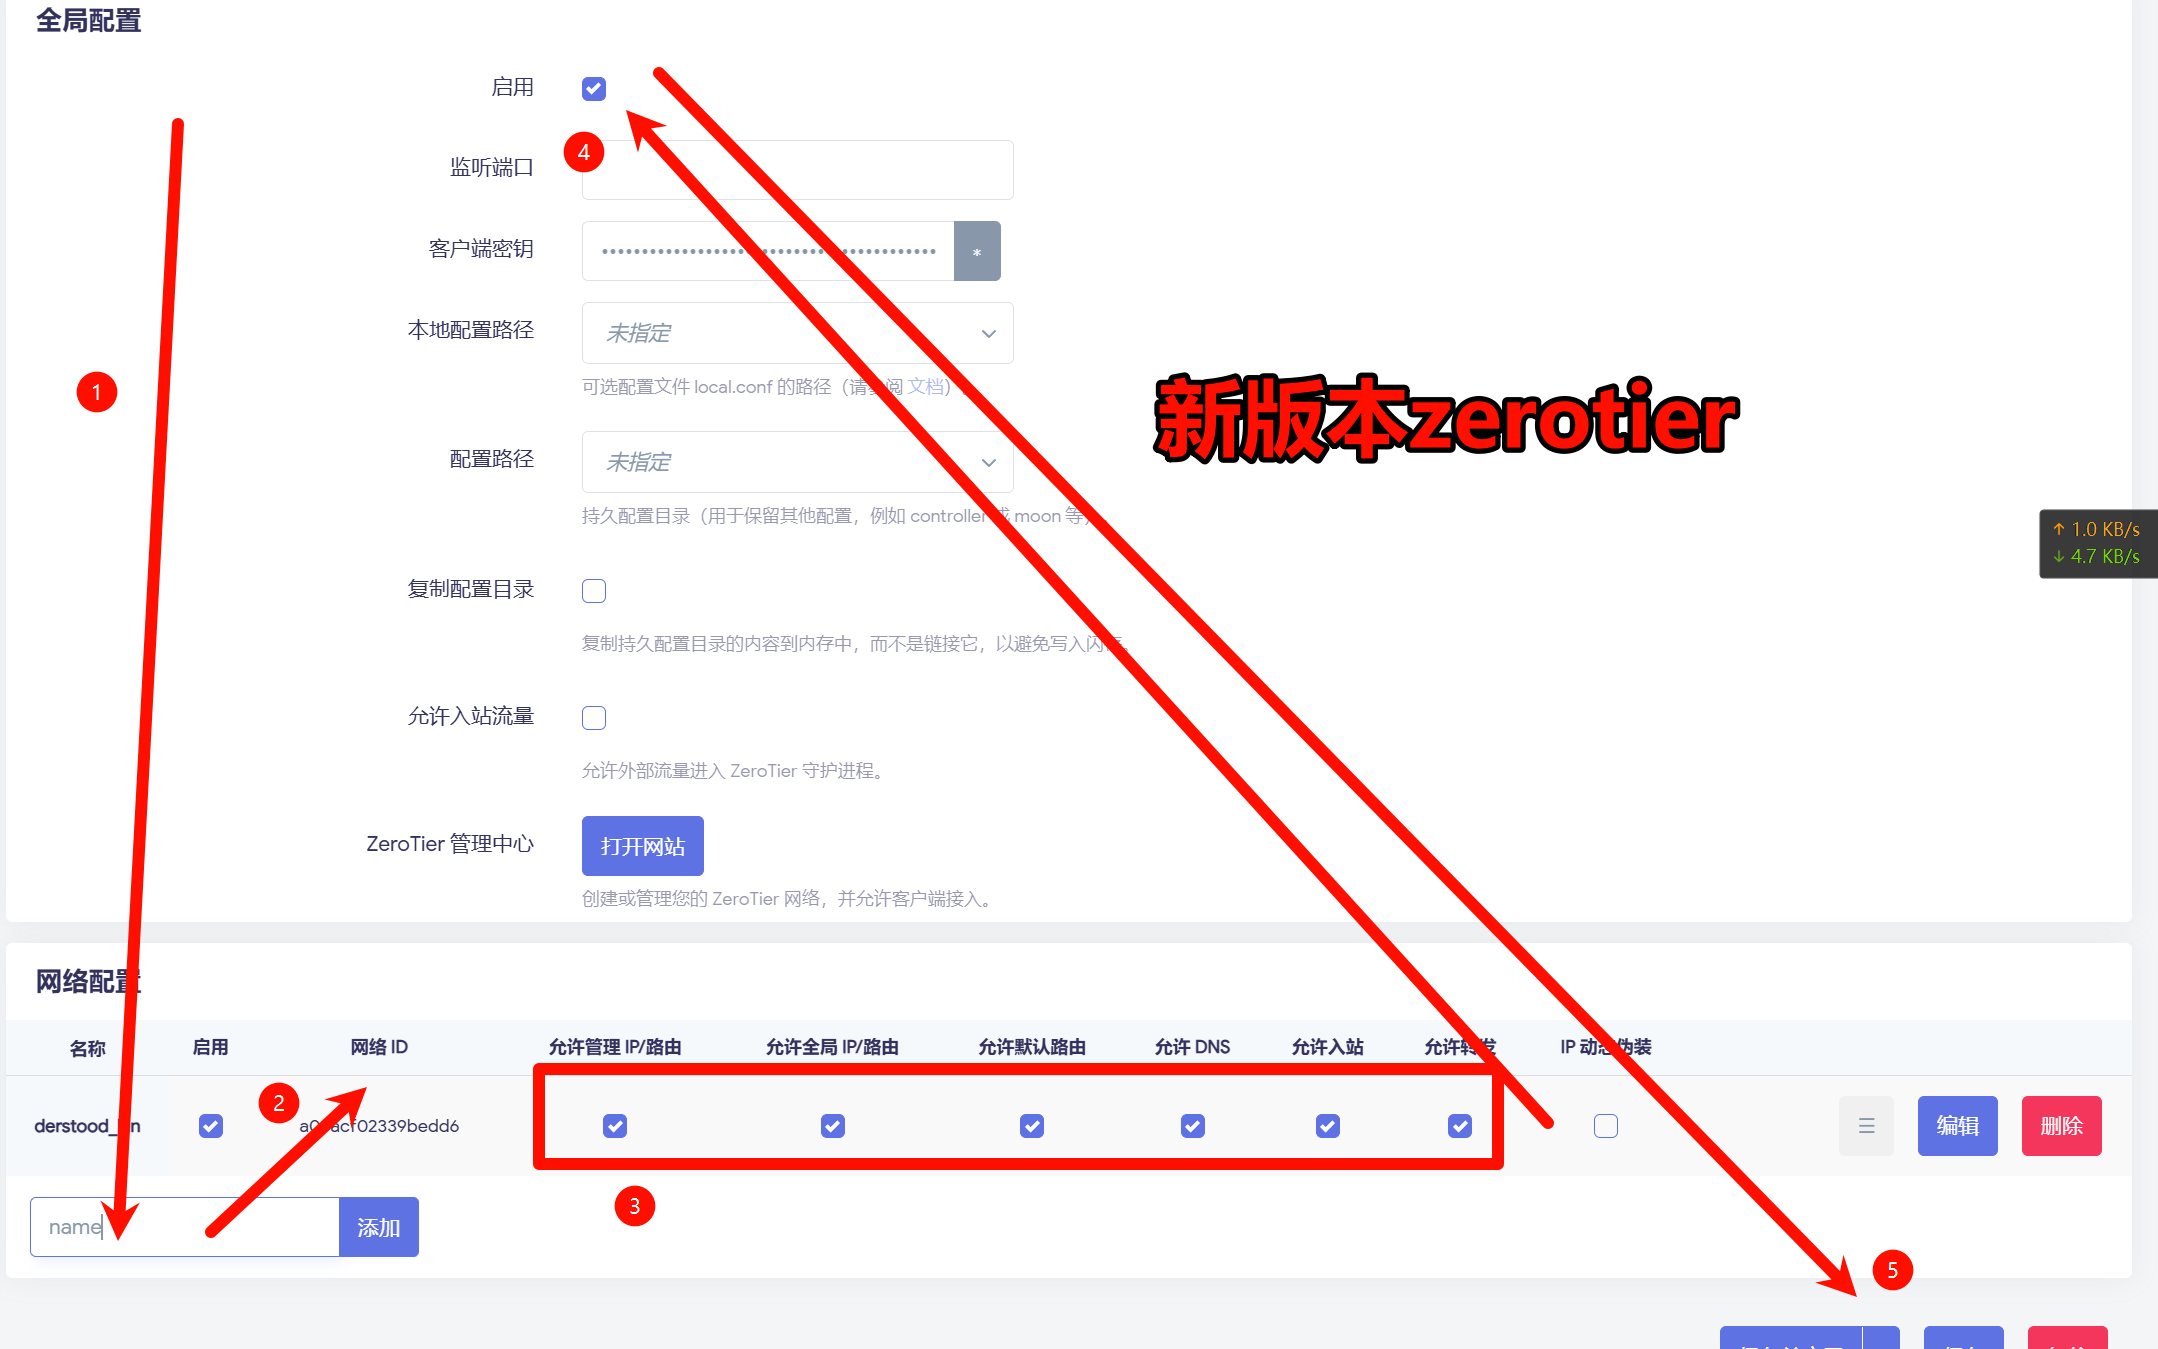 全局配置
启用
4
监听端口
客户端密钥
*
本地配置路径
未指定
可选配置文件 local.conf 的路径（请参阅 文档）
1
新版本zerotier
配置路径
未指定
持久配置目录（用于保留其他配置，例如 controller 或 moon 等）
↑ 1.0 KB/s
↓ 4.7 KB/s
复制配置目录
复制持久配置目录的内容到内存中，而不是链接它，以避免写入闪存。
允许入站流量
允许外部流量进入 ZeroTier 守护进程。
ZeroTier 管理中心
打开网站
创建或管理您的 ZeroTier 网络，并允许客户端接入。
网络配置
名称 启用 网络 ID 允许管理 IP/路由 允许全局 IP/路由 允许默认路由 允许 DNS 允许入站 允许转发 IP 动态伪装
2
☰ 编辑 删除
3
name 添加
5